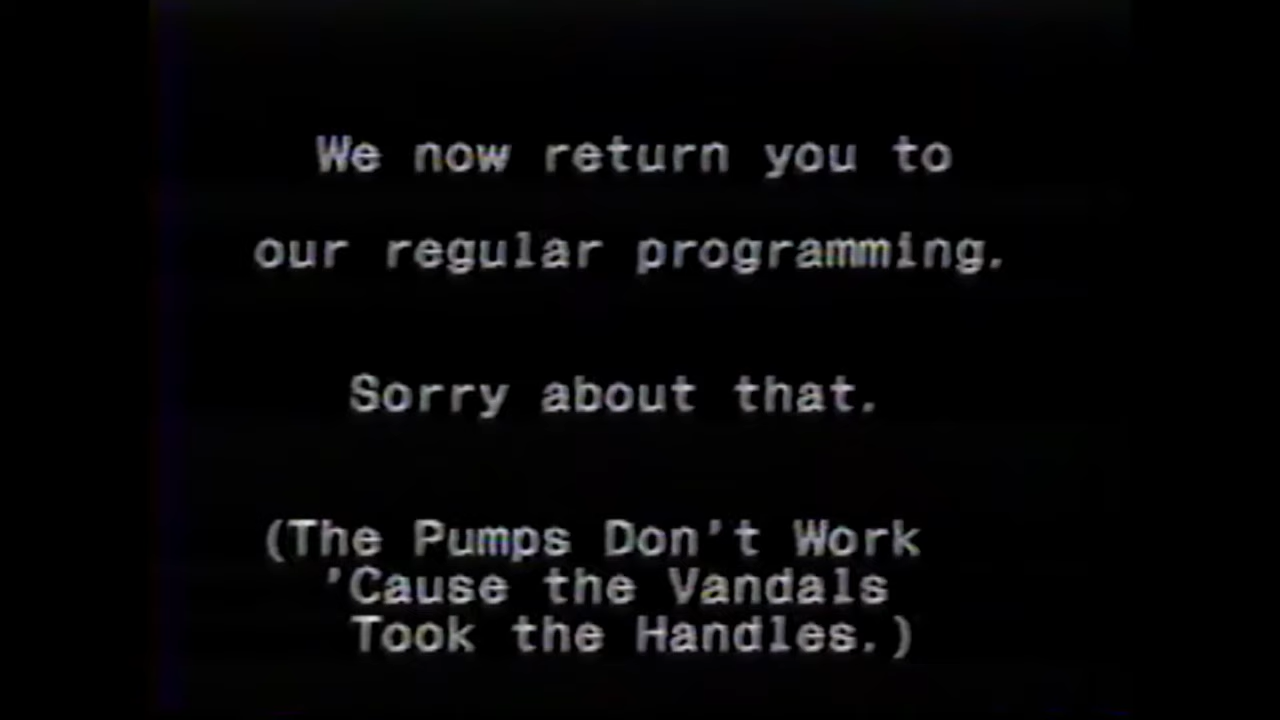 We now return you to
our regular programming.
Sorry about that.
(The Pumps Don't Work
'Cause the Vandals
Took the Handles.)